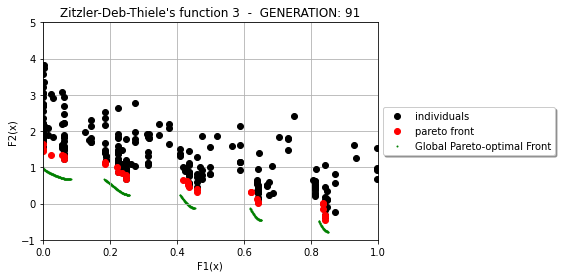 Zitzler-Deb-Thiele's function 3 - GENERATION: 91
5
4
3
2
1
0
−1
F2(x)
0.0 0.2 0.4 0.6 0.8 1.0
F1(x)
individuals
pareto front
Global Pareto-optimal Front